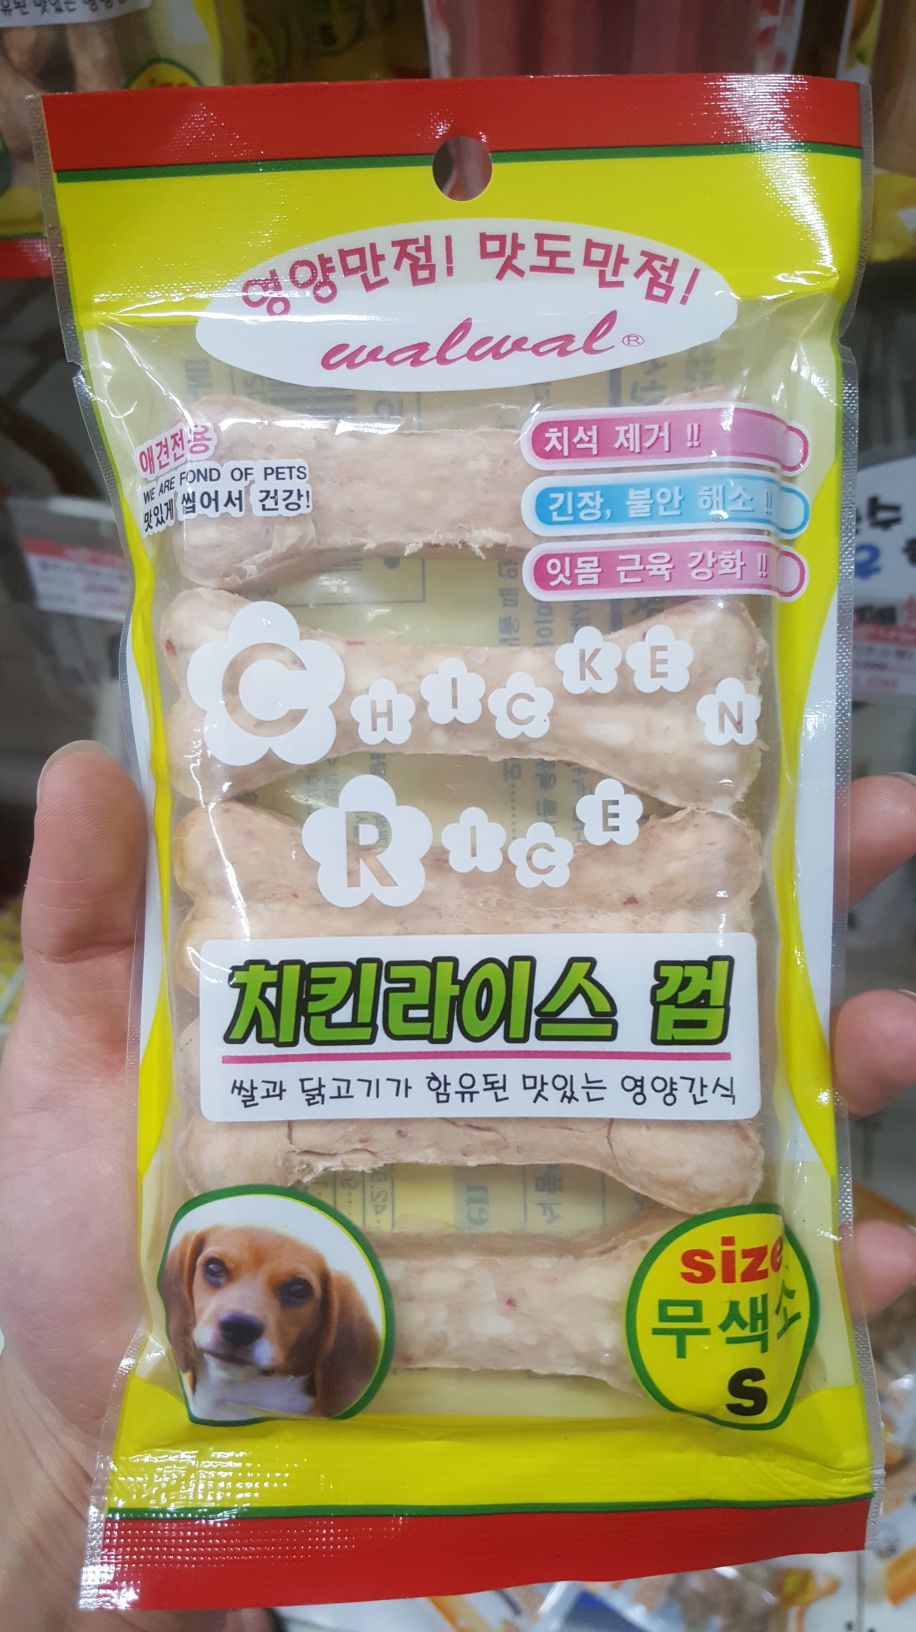 영양만점! 맛도만점!
walwal®
애견전용
WE ARE FOND OF PETS
맛있게 씹어서 건강!
치석 제거 !!
긴장, 불안 해소 !!
잇몸 근육 강화 !!
CHICKEN
RICE
치킨라이스 껌
쌀과 닭고기가 함유된 맛있는 영양간식
size
무색소
S